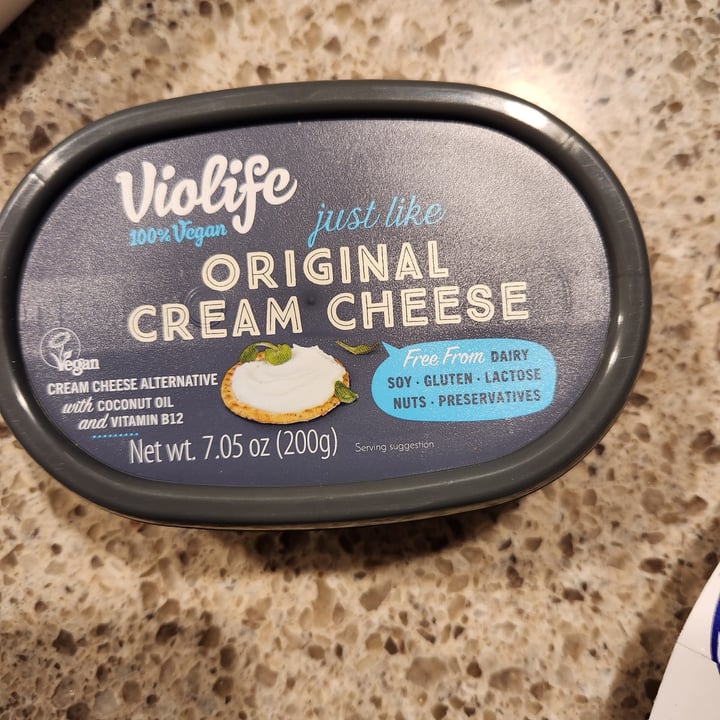 Violife
100% Vegan
just like
ORIGINAL
CREAM CHEESE
Vegan
CREAM CHEESE ALTERNATIVE
with COCONUT OIL
and VITAMIN B12
Free From DAIRY
SOY · GLUTEN · LACTOSE
NUTS · PRESERVATIVES
Net wt. 7.05 oz (200g)
Serving suggestion